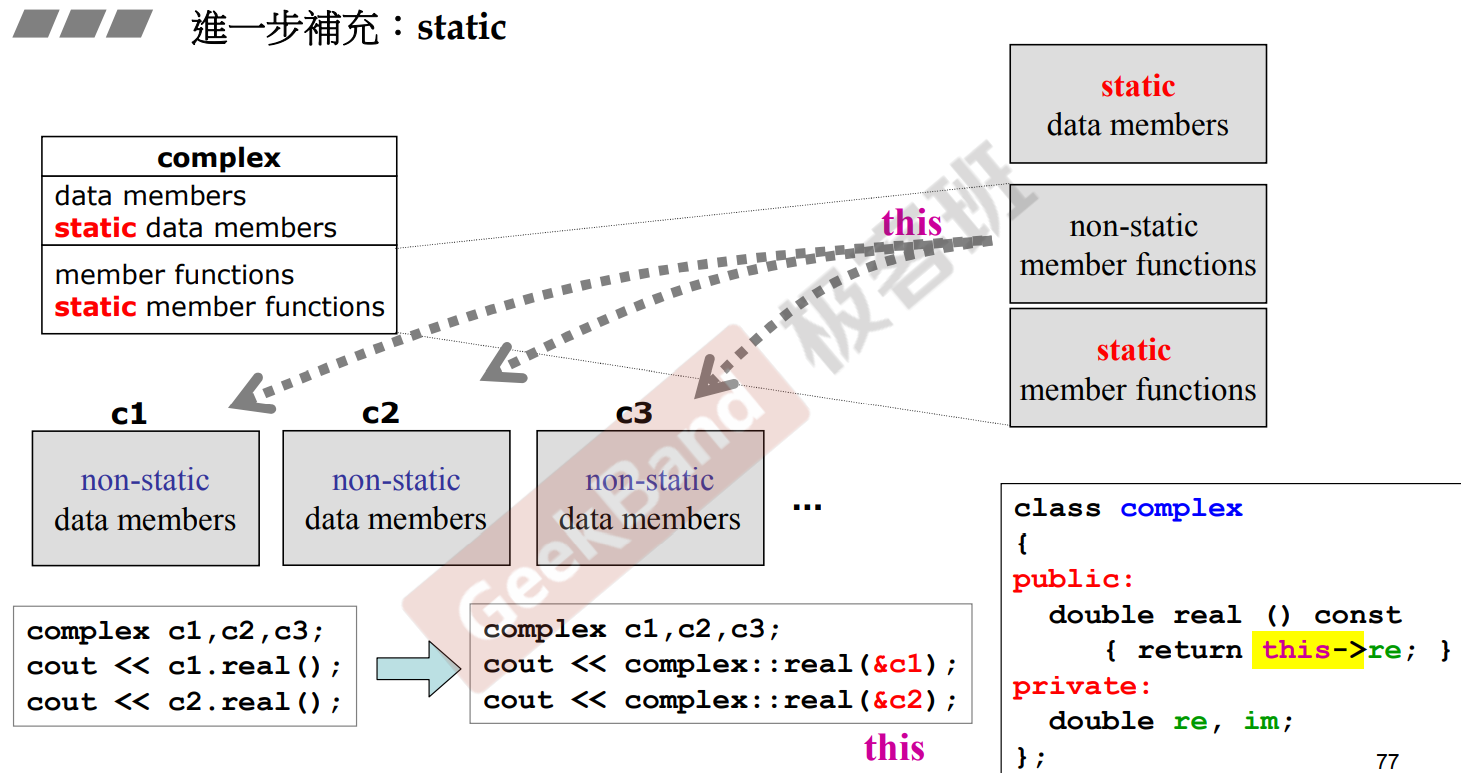 進一步補充：static
static
data members
complex
data members
static data members
member functions
static member functions
this
non-static
member functions
static
member functions
c1
c2
c3
non-static
data members
non-static
data members
non-static
data members
...
GeekBand 极客班
complex c1,c2,c3;
cout << c1.real();
cout << c2.real();
complex c1,c2,c3;
cout << complex::real(&c1);
cout << complex::real(&c2);
this
class complex
{
public:
double real () const
{ return this->re; }
private:
double re, im;
};
77